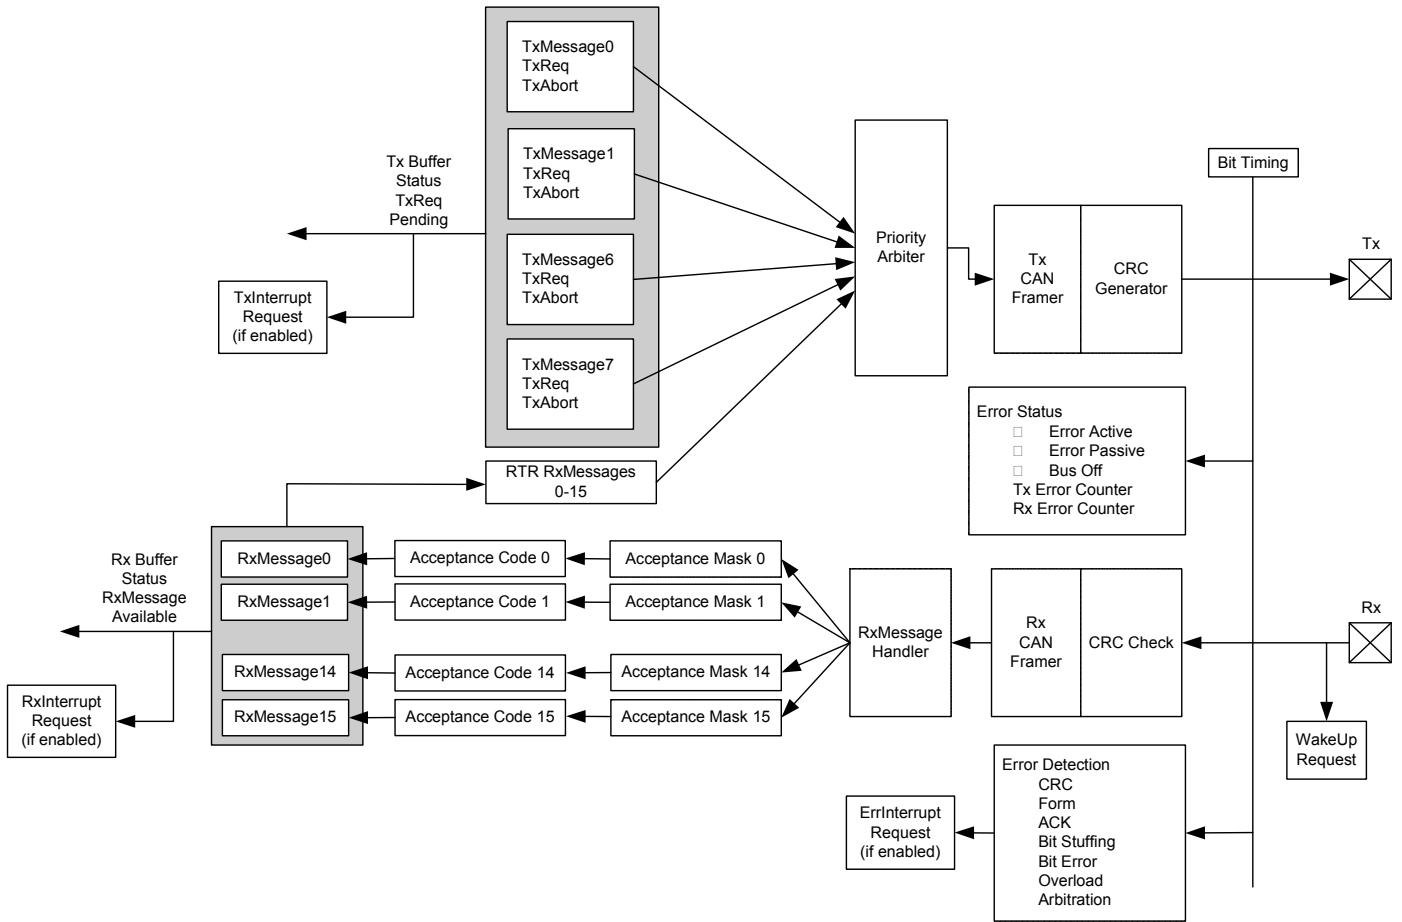 TxMessage0
TxReq
TxAbort
TxMessage1
TxReq
TxAbort
TxMessage6
TxReq
TxAbort
TxMessage7
TxReq
TxAbort
Tx Buffer
Status
TxReq
Pending
TxInterrupt
Request
(if enabled)
Priority
Arbiter
Tx
CAN
Framer
CRC
Generator
Bit Timing
Tx
Error Status
Error Active
Error Passive
Bus Off
Tx Error Counter
Rx Error Counter
RTR RxMessages
0-15
Rx Buffer
Status
RxMessage
Available
RxInterrupt
Request
(if enabled)
RxMessage0
Acceptance Code 0
Acceptance Mask 0
RxMessage1
Acceptance Code 1
Acceptance Mask 1
RxMessage14
Acceptance Code 14
Acceptance Mask 14
RxMessage15
Acceptance Code 15
Acceptance Mask 15
RxMessage
Handler
Rx
CAN
Framer
CRC Check
Rx
WakeUp
Request
Error Detection
CRC
Form
ACK
Bit Stuffing
Bit Error
Overload
Arbitration
ErrInterrupt
Request
(if enabled)